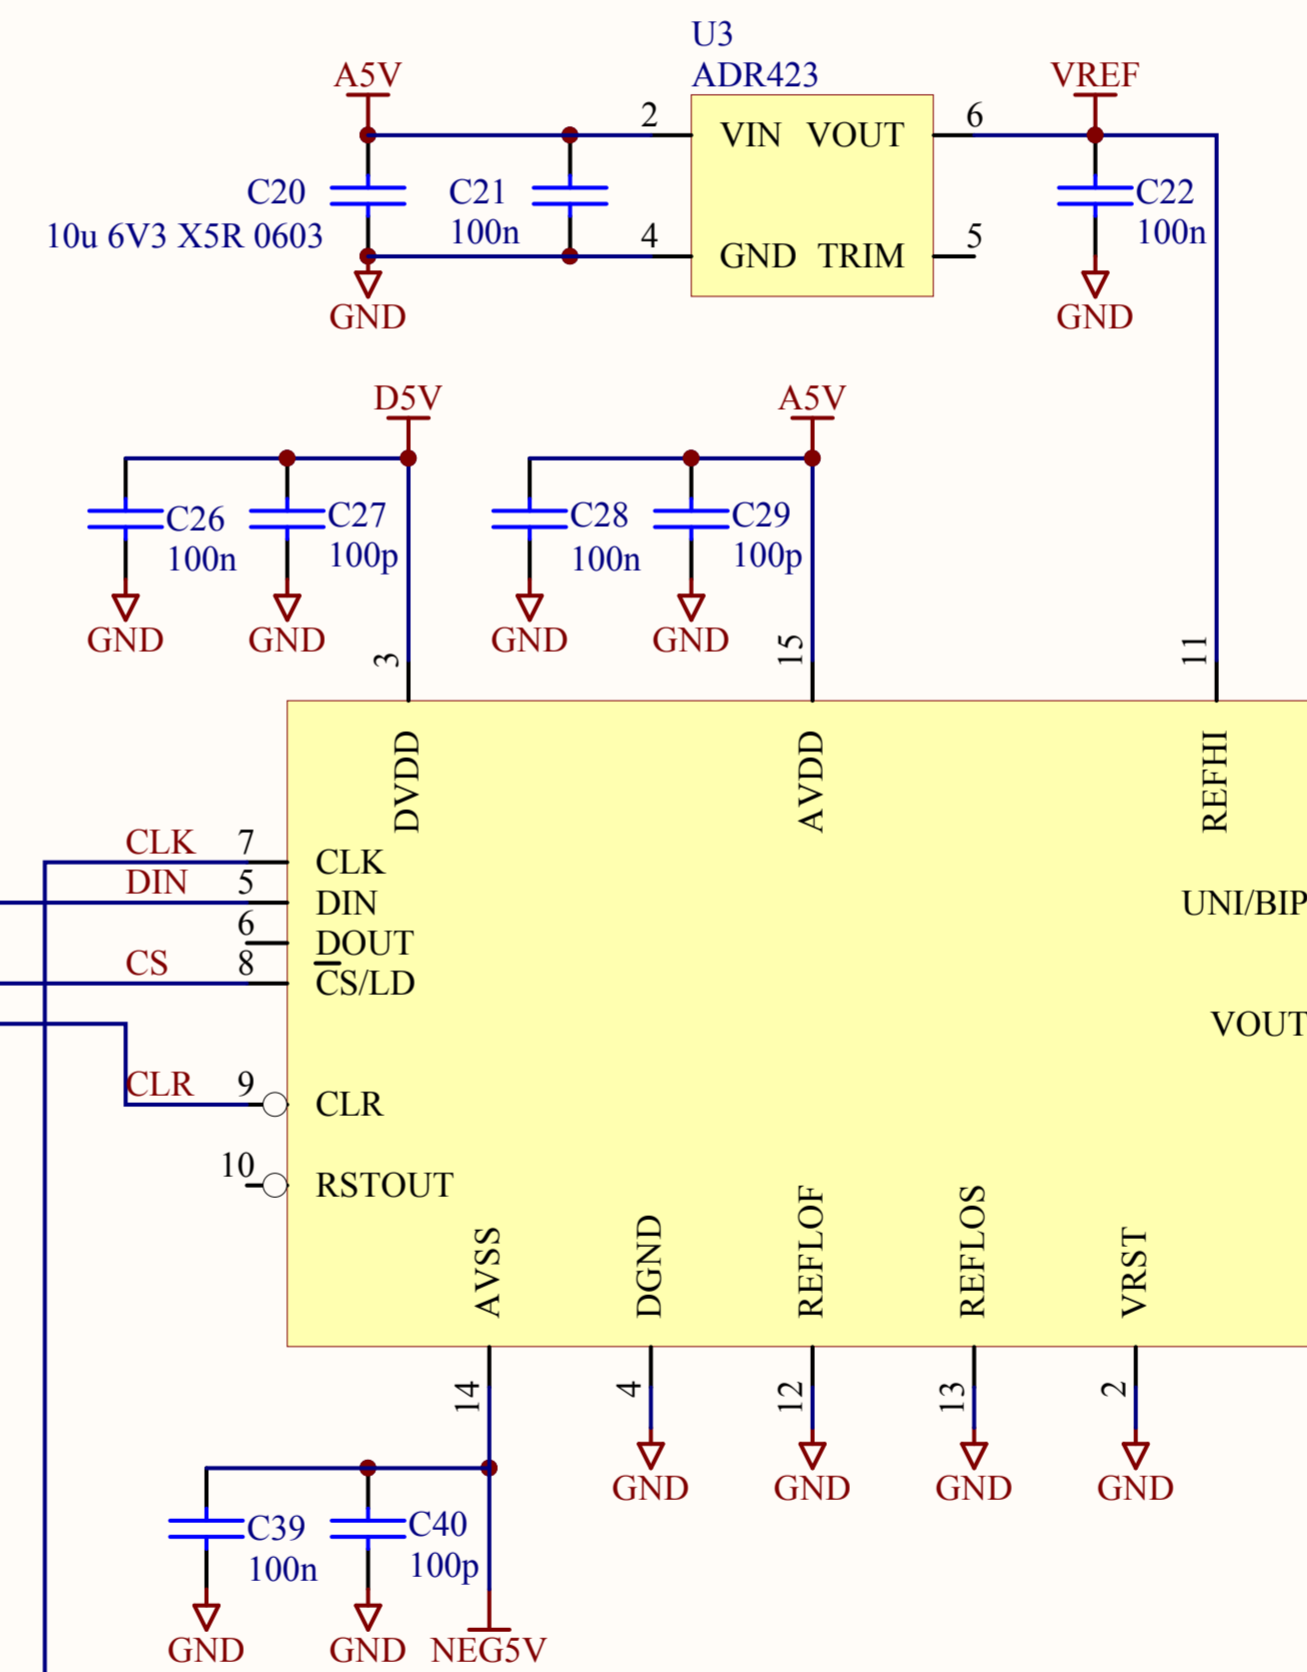 U3
ADR423
A5V
VREF
2
6
VIN VOUT
C20
10u 6V3 X5R 0603
C21
100n
C22
100n
4
5
GND TRIM
GND
GND
D5V
A5V
C26
100n
C27
100p
C28
100n
C29
100p
GND
GND
GND
GND
3
15
11
DVDD
AVDD
REFHI
CLK 7 CLK
DIN 5 DIN
UNI/BIP
6 DOUT
CS 8 CS/LD
VOUT
CLR 9 CLR
10 RSTOUT
AVSS
DGND
REFLOF
REFLOS
VRST
14
4
12
13
2
GND
GND
GND
GND
C39
100n
C40
100p
GND
GND
NEG5V